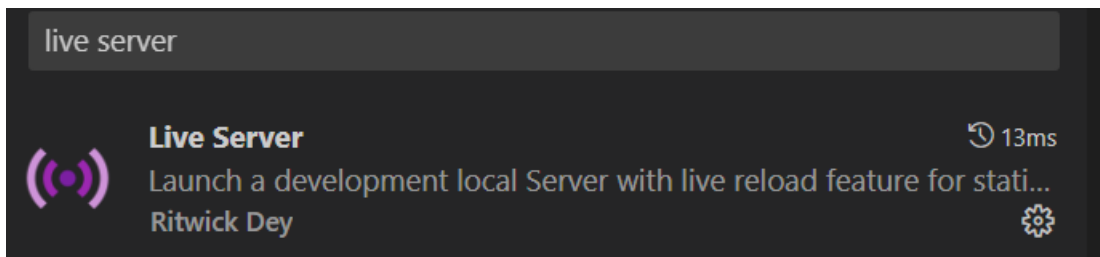 live server
Live Server 13ms
Launch a development local Server with live reload feature for stati...
Ritwick Dey